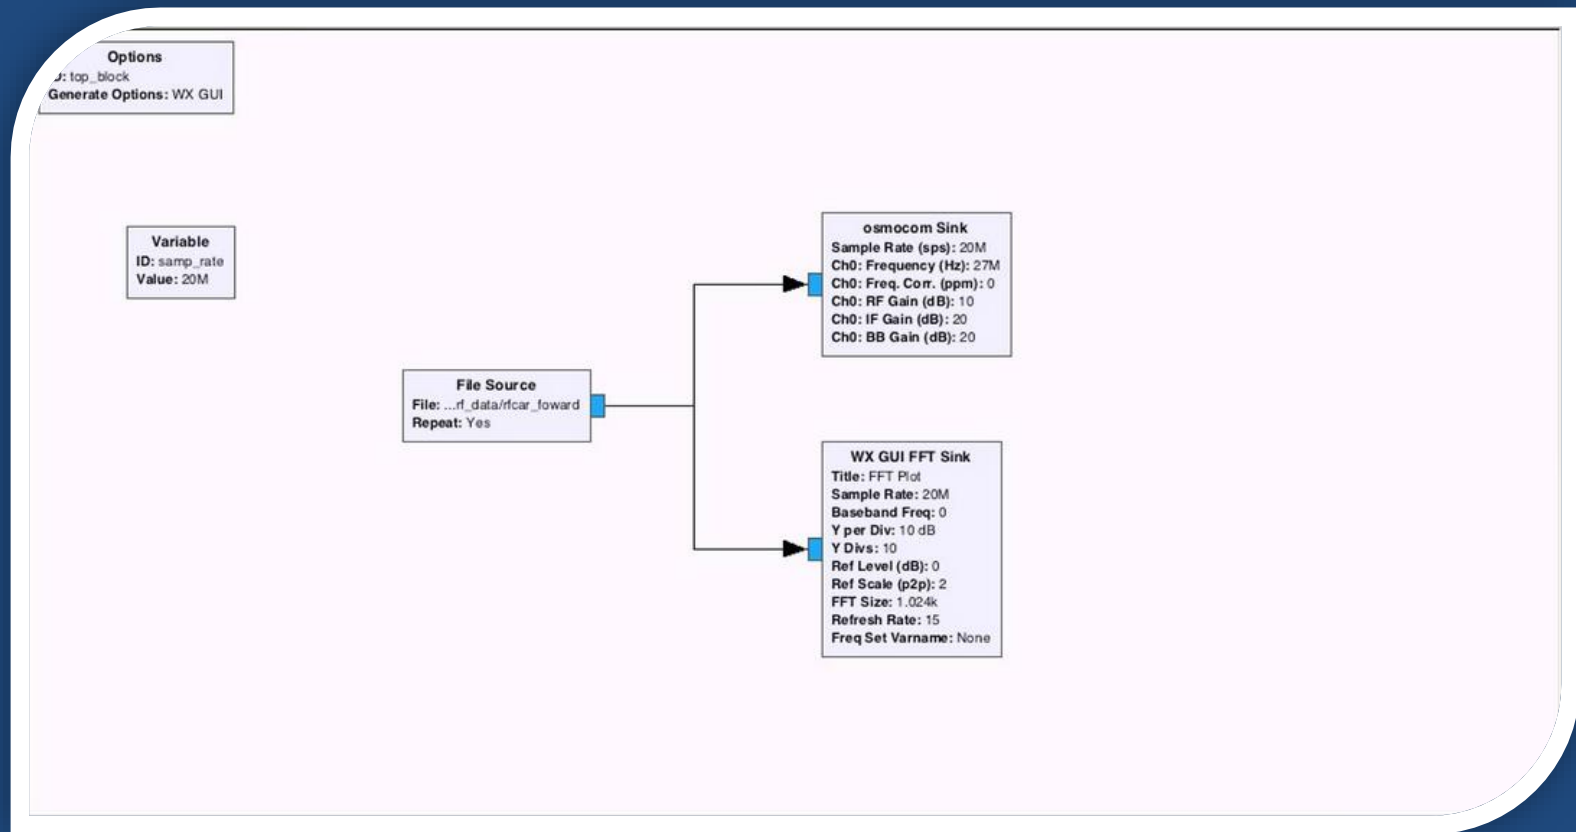 Options
D: top_block
Generate Options: WX GUI
Variable
ID: samp_rate
Value: 20M
File Source
File: ...rf_data/rfcar_foward
Repeat: Yes
osmocom Sink
Sample Rate (sps): 20M
Ch0: Frequency (Hz): 27M
Ch0: Freq. Corr. (ppm): 0
Ch0: RF Gain (dB): 10
Ch0: IF Gain (dB): 20
Ch0: BB Gain (dB): 20
WX GUI FFT Sink
Title: FFT Plot
Sample Rate: 20M
Baseband Freq: 0
Y per Div: 10 dB
Y Divs: 10
Ref Level (dB): 0
Ref Scale (p2p): 2
FFT Size: 1.024k
Refresh Rate: 15
Freq Set Varname: None